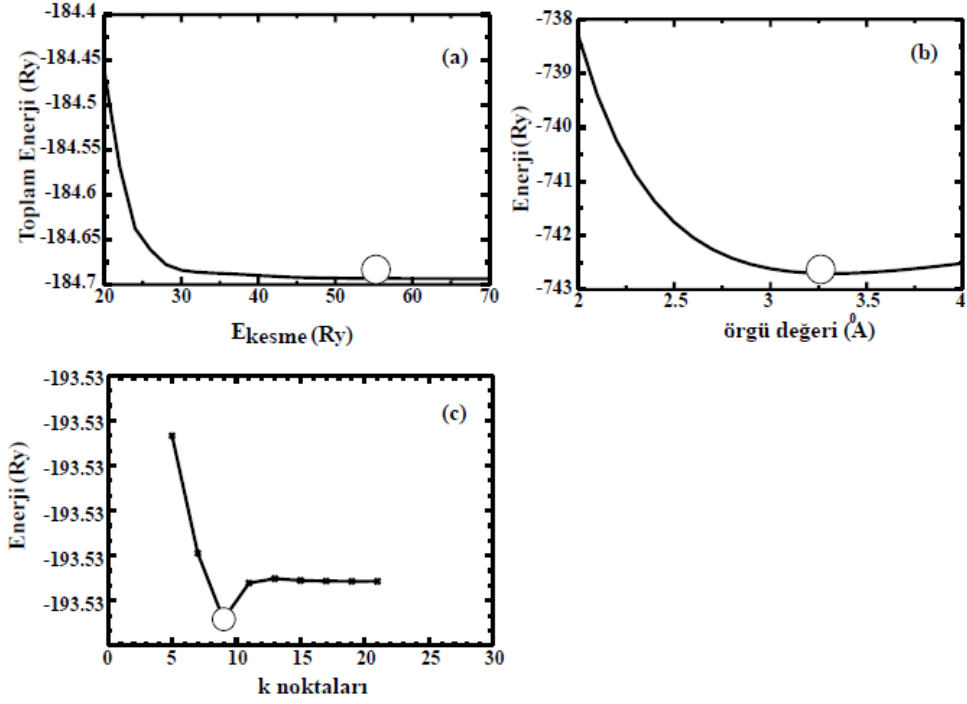 -184.4
-184.45
-184.5
-184.55
-184.6
-184.65
-184.7
Toplam Enerji (Ry)
(a)
20 30 40 50 60 70
Ekesme (Ry)
-738
-739
-740
-741
-742
-743
Enerji (Ry)
(b)
2 2.5 3 3.5 4
örgü değeri (Å)
-193.53
-193.53
-193.53
-193.53
-193.53
-193.53
Enerji (Ry)
(c)
0 5 10 15 20 25 30
k noktaları